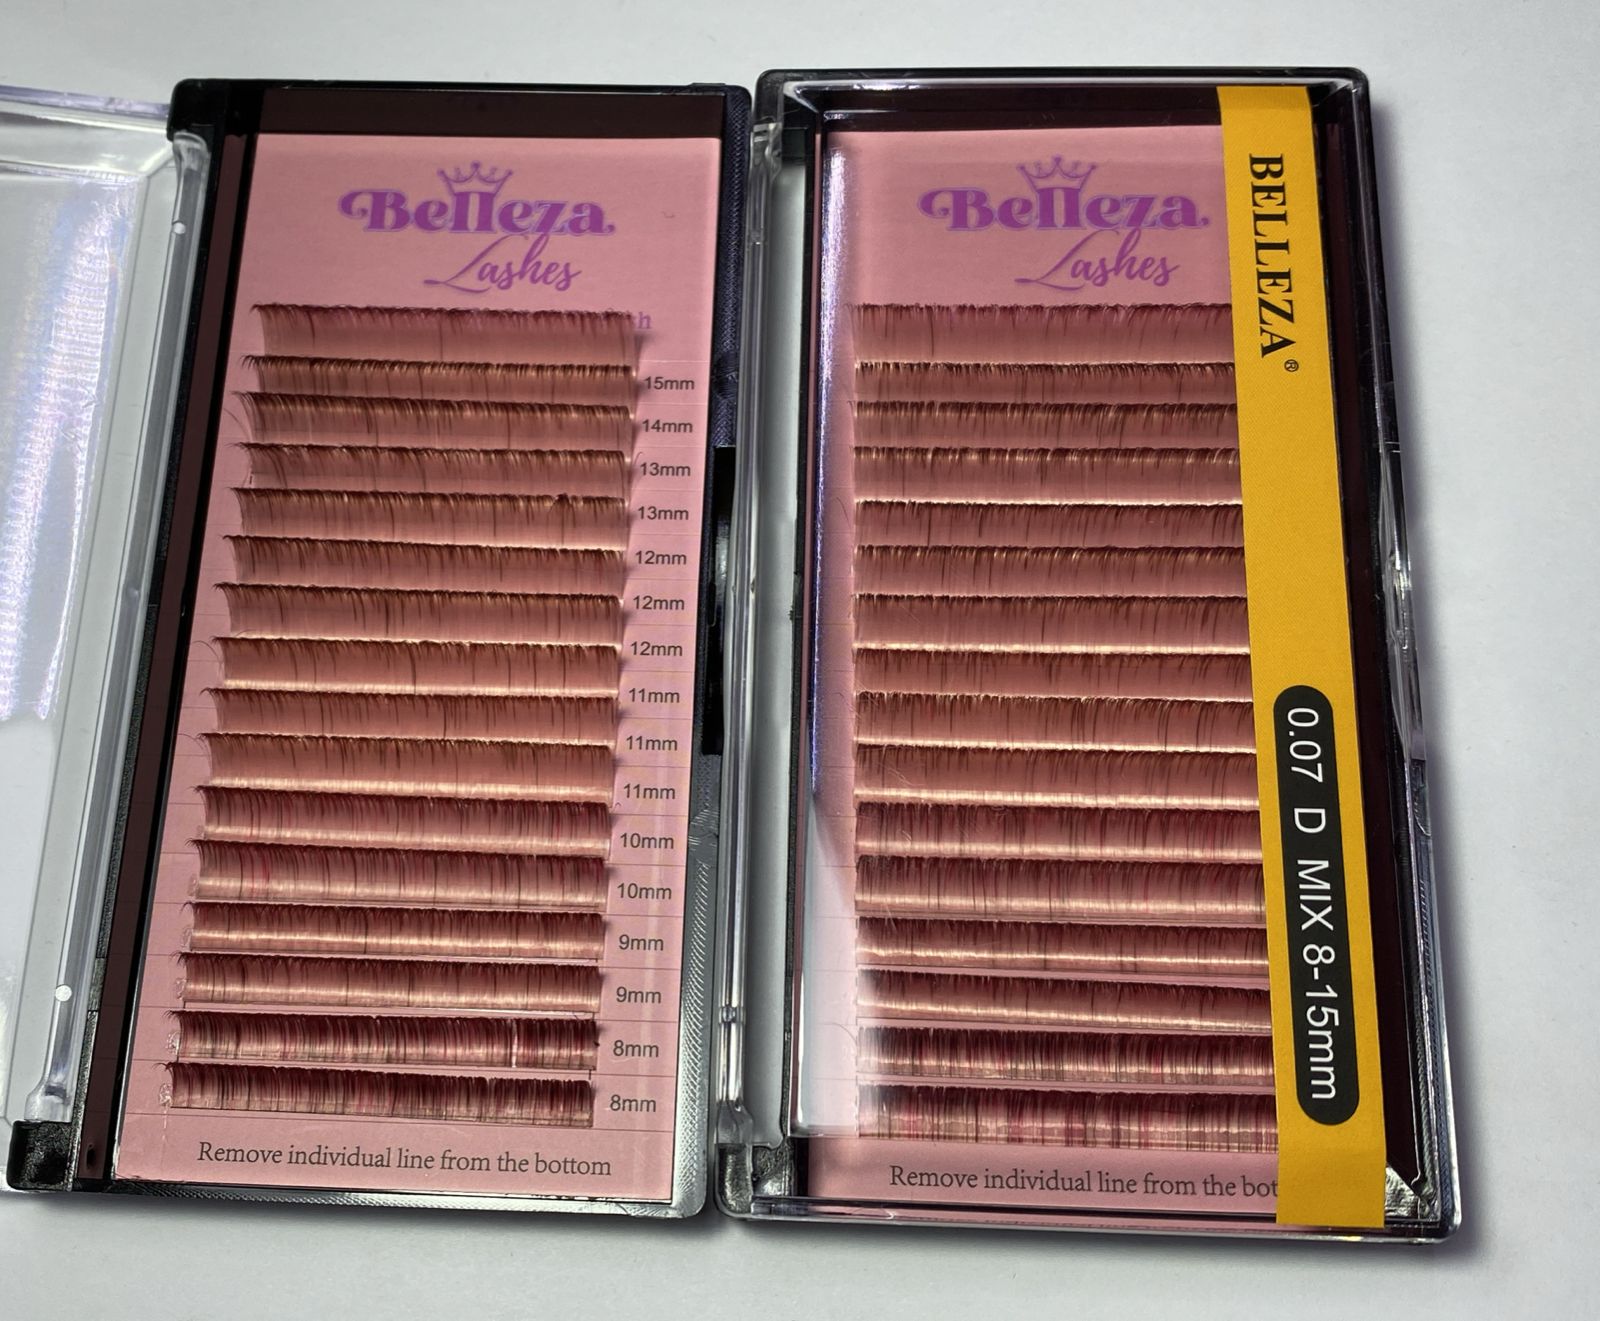 Belleza
Lashes
15mm
14mm
13mm
13mm
12mm
12mm
12mm
11mm
11mm
11mm
10mm
10mm
9mm
9mm
8mm
8mm
Remove individual line from the bottom
Belleza
Lashes
Remove individual line from the bot
BELLEZA®
0.07 D MIX 8-15mm